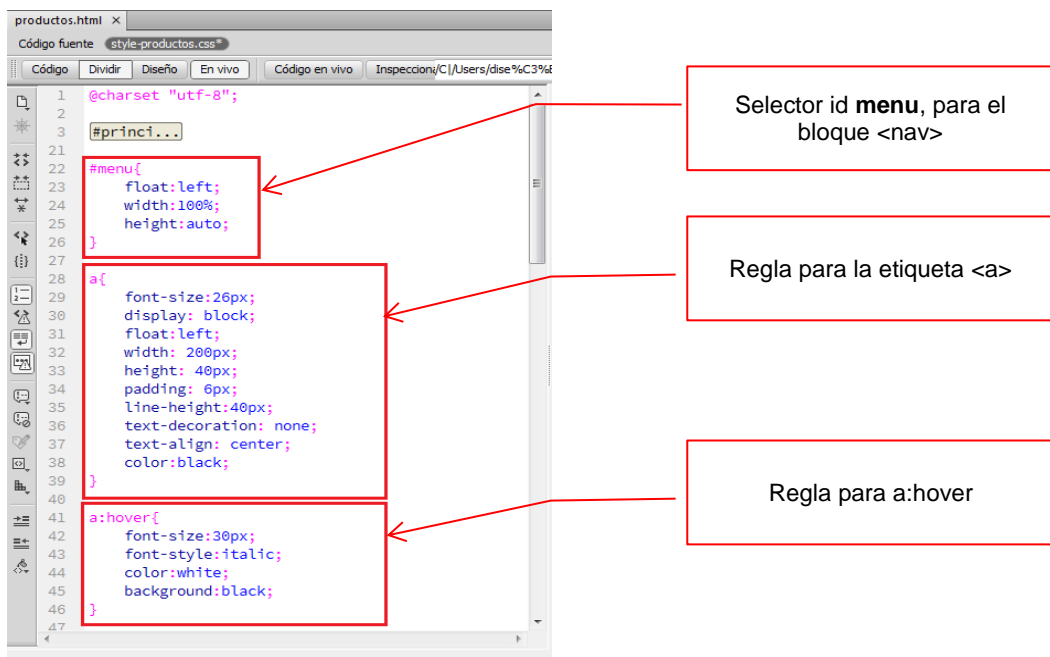 productos.html ×
Código fuente style-productos.css*
Código Dividir Diseño En vivo Código en vivo Inspeccion /C|/Users/dise%C3%
1 @charset "utf-8";
2
3 #princi...
21
22 #menu{
23 float:left;
24 width:100%;
25 height:auto;
26 }
27
28 a{
29 font-size:26px;
30 display: block;
31 float:left;
32 width: 200px;
33 height: 40px;
34 padding: 6px;
35 line-height:40px;
36 text-decoration: none;
37 text-align: center;
38 color:black;
39 }
40
41 a:hover{
42 font-size:30px;
43 font-style:italic;
44 color:white;
45 background:black;
46 }
47
Selector id menu, para el
bloque <nav>
Regla para la etiqueta <a>
Regla para a:hover